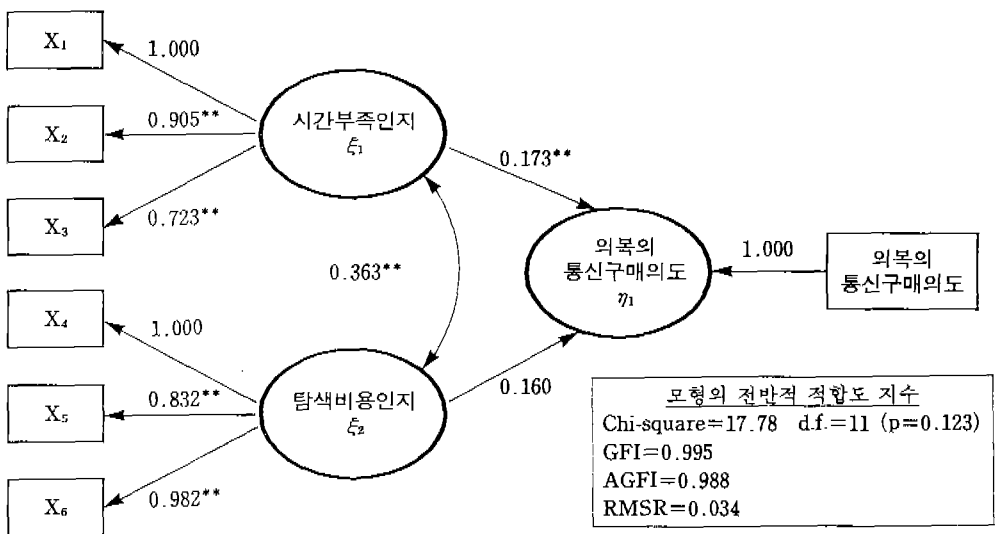 X₁
1.000
X₂
0.905**
시간부족인지
ξ₁
X₃
0.723**
0.173**
0.363**
의복의
통신구매의도
η₁
1.000
의복의
통신구매의도
X₄
1.000
X₅
0.832**
탐색비용인지
ξ₂
0.160
X₆
0.982**
모형의 전반적 적합도 지수
Chi-square=17.78 d.f.=11 (p=0.123)
GFI=0.995
AGFI=0.988
RMSR=0.034